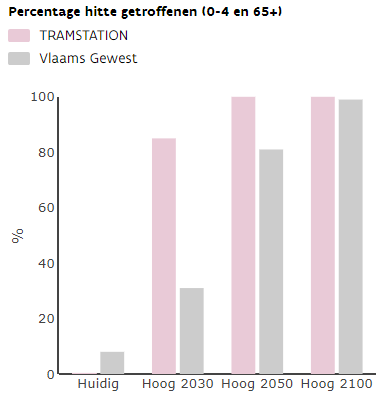 Percentage hitte getroffenen (0-4 en 65+)
TRAMSTATION
Vlaams Gewest
100
80
60
40
20
0
%
Huidig Hoog 2030 Hoog 2050 Hoog 2100